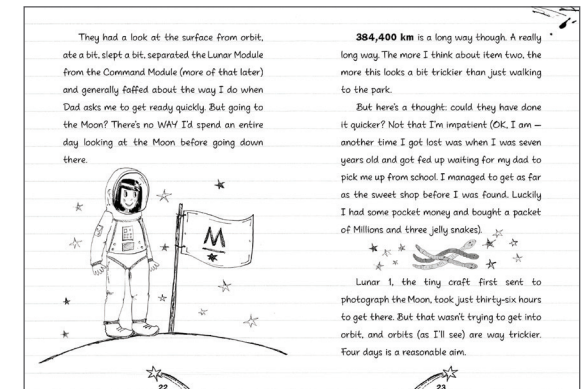 They had a look at the surface from orbit,
ate a bit, slept a bit, separated the Lunar Module
from the Command Module (more of that later)
and generally faffed about the way I do when
Dad asks me to get ready quickly. But going to
the Moon? There's no WAY I'd spend an entire
day looking at the Moon before going down
there.
M
22
384,400 km is a long way though. A really
long way. The more I think about item two, the
more this looks a bit trickier than just walking
to the park.
But here's a thought: could they have done
it quicker? Not that I'm impatient (OK, I am –
another time I got lost was when I was seven
years old and got fed up waiting for my dad to
pick me up from school. I managed to get as far
as the sweet shop before I was found. Luckily
I had some pocket money and bought a packet
of Millions and three jelly snakes).
Lunar 1, the tiny craft first sent to
photograph the Moon, took just thirty-six hours
to get there. But that wasn't trying to get into
orbit, and orbits (as I'll see) are way trickier.
Four days is a reasonable aim.
23